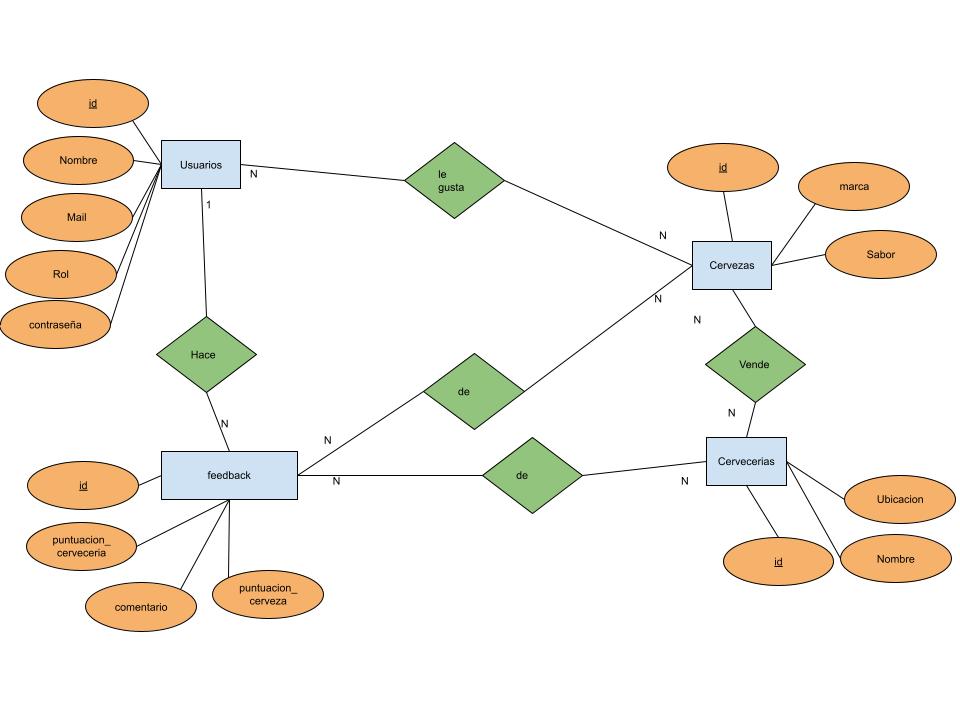 id
Nombre
Mail
Rol
contraseña
Usuarios
N
1
le
gusta
N
id
marca
Sabor
Cervezas
N
N
Hace
N
de
N
Vende
N
feedback
N
de
N
Cervecerias
id
puntuacion_
cerveceria
comentario
puntuacion_
cerveza
Ubicacion
Nombre
id